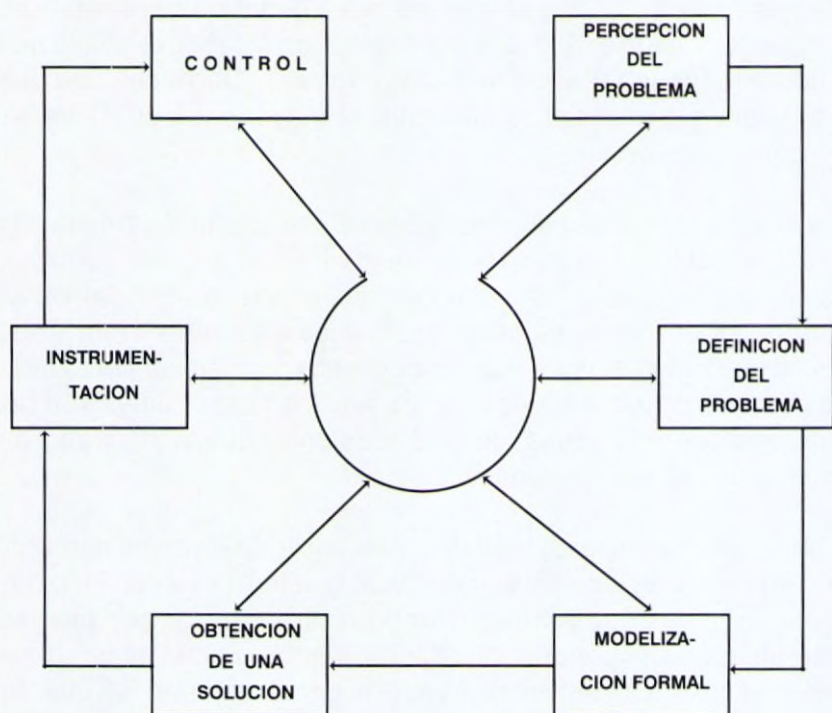 CONTROL
PERCEPCION
DEL
PROBLEMA
INSTRUMEN-
TACION
DEFINICION
DEL
PROBLEMA
OBTENCION
DE UNA
SOLUCION
MODELIZA-
CION FORMAL